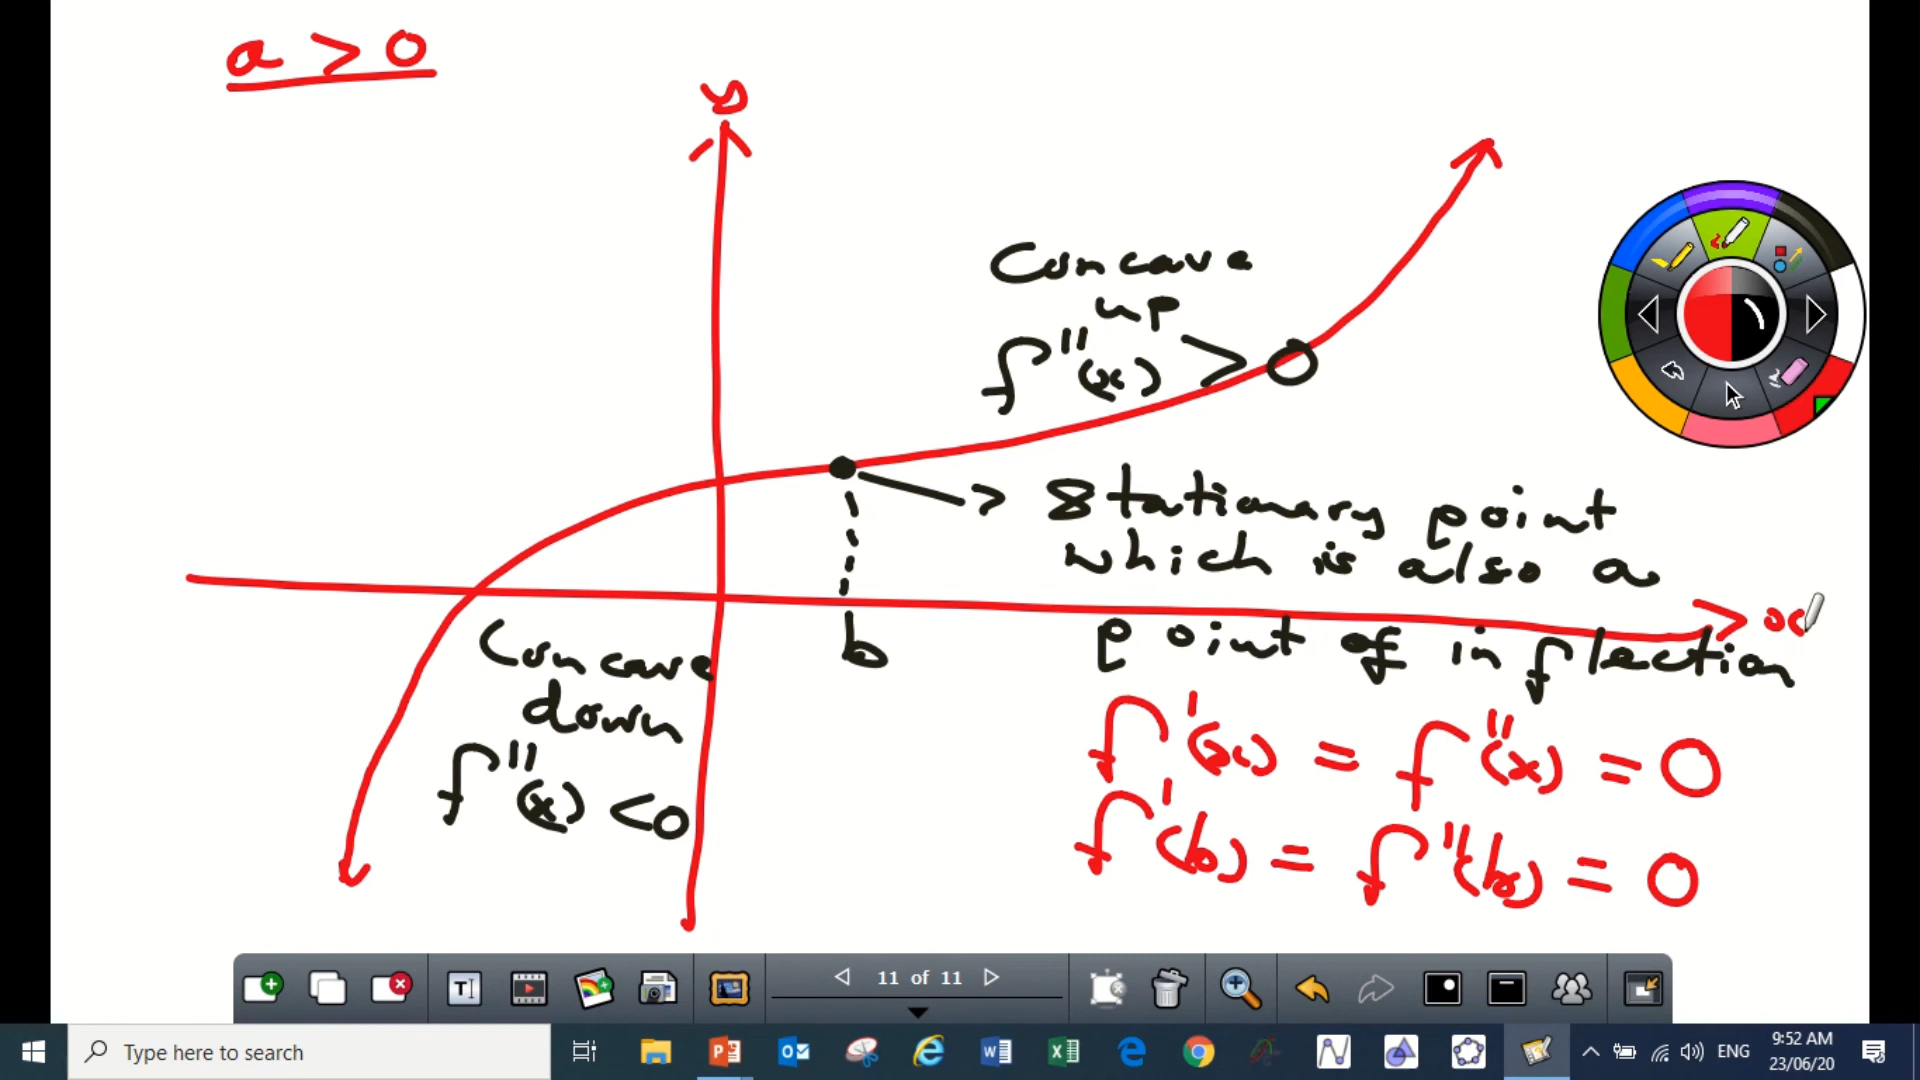 a > 0
y
Concave
up
f''(x) > 0
Stationary point
which is also a
x
b
point of inflection
Concave
down
f''(x) < 0
f'(x) = f''(x) = 0
f'(b) = f''(b) = 0
11 of 11
Type here to search
ENG
9:52 AM
23/06/20